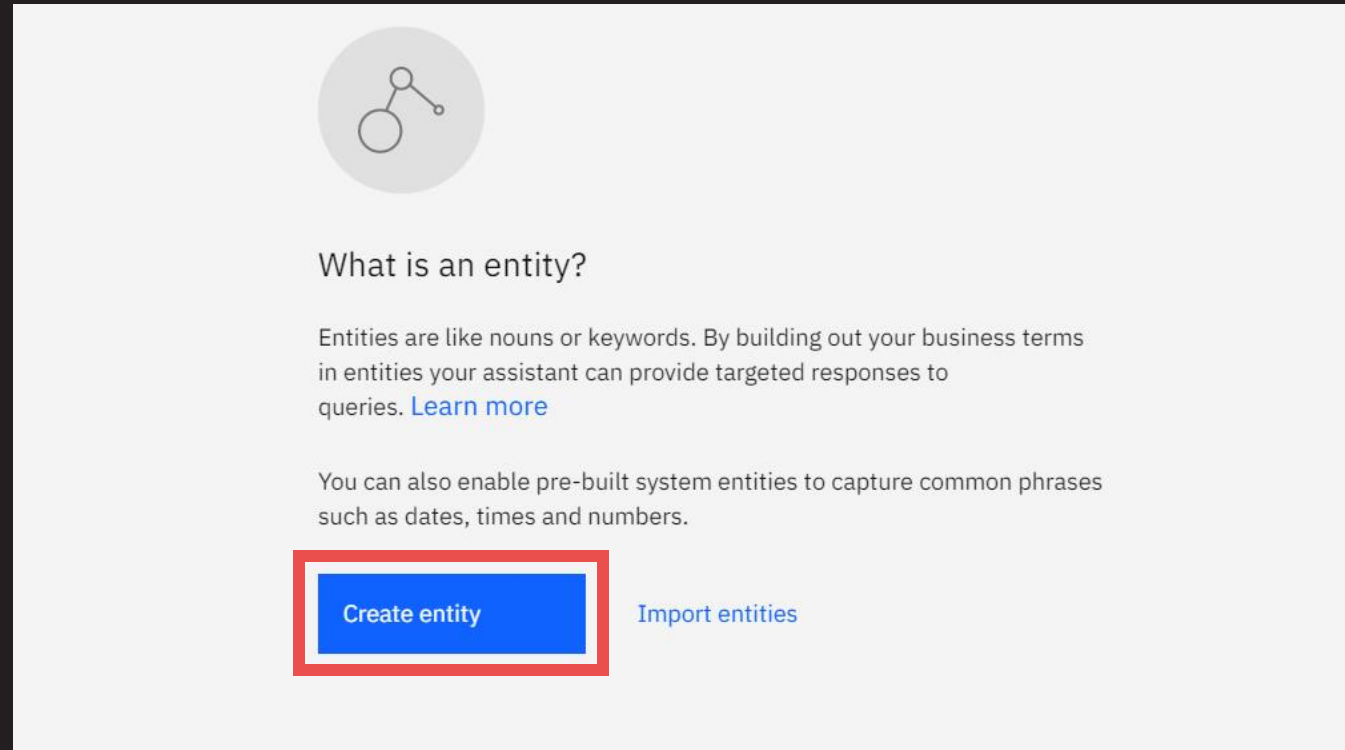 What is an entity?
Entities are like nouns or keywords. By building out your business terms
in entities your assistant can provide targeted responses to
queries. Learn more
You can also enable pre-built system entities to capture common phrases
such as dates, times and numbers.
Create entity
Import entities